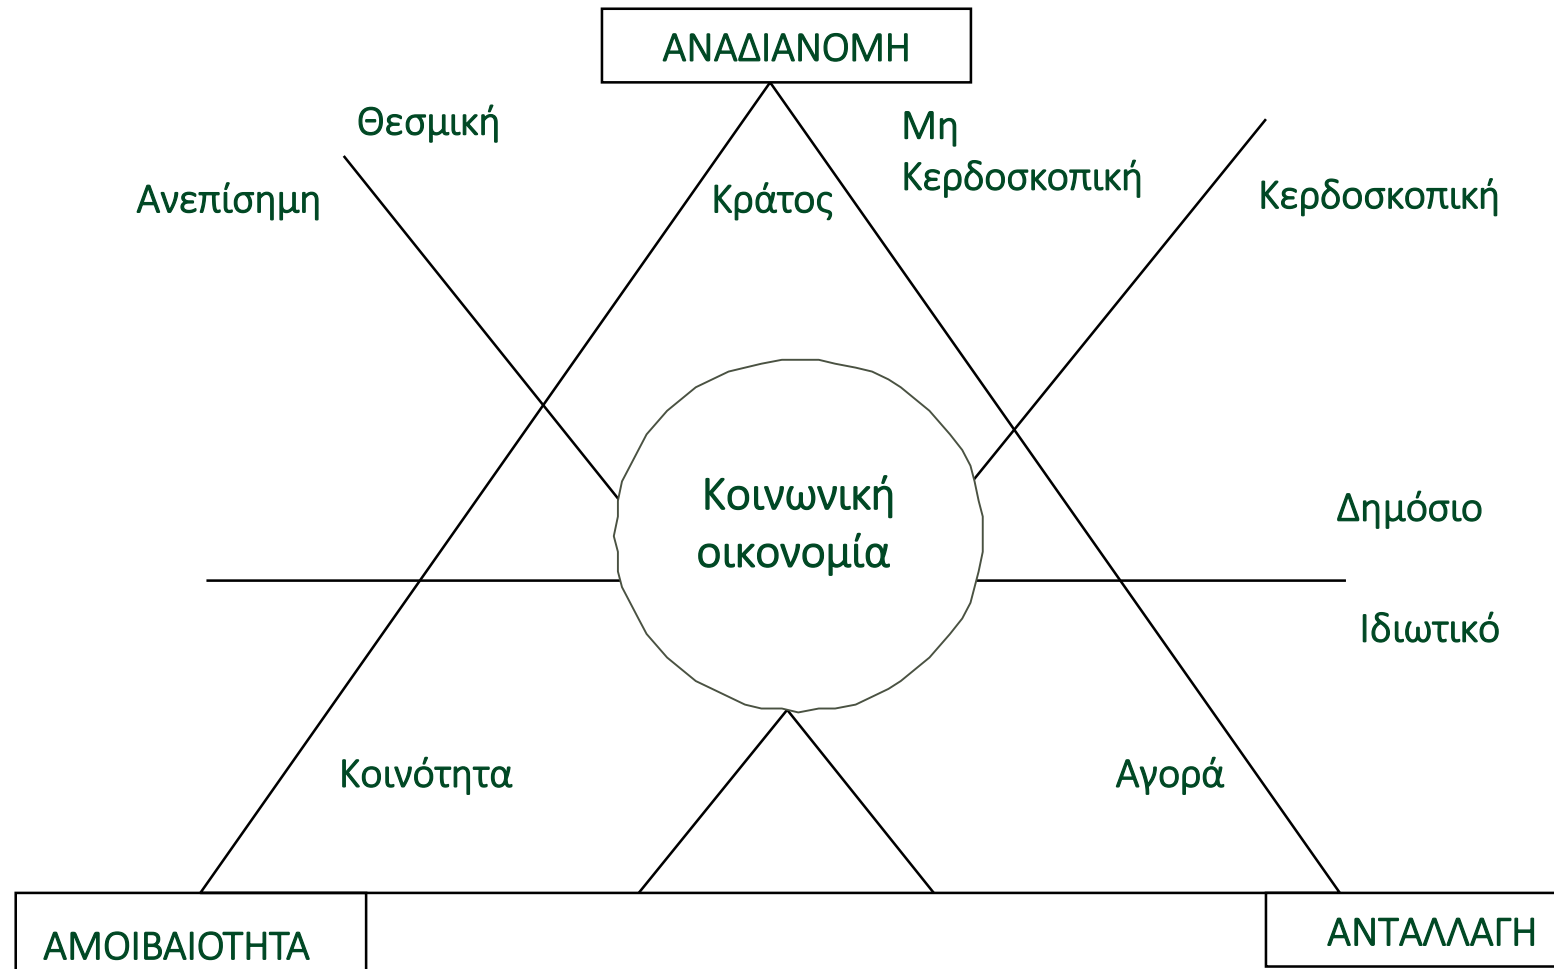 ΑΝΑΔΙΑΝΟΜΗ
Θεσμική
Μη
Κερδοσκοπική
Ανεπίσημη
Κράτος
Κερδοσκοπική
Κοινωνική
οικονομία
Δημόσιο
Ιδιωτικό
Κοινότητα
Αγορά
ΑΜΟΙΒΑΙΟΤΗΤΑ
ΑΝΤΑΛΛΑΓΗ